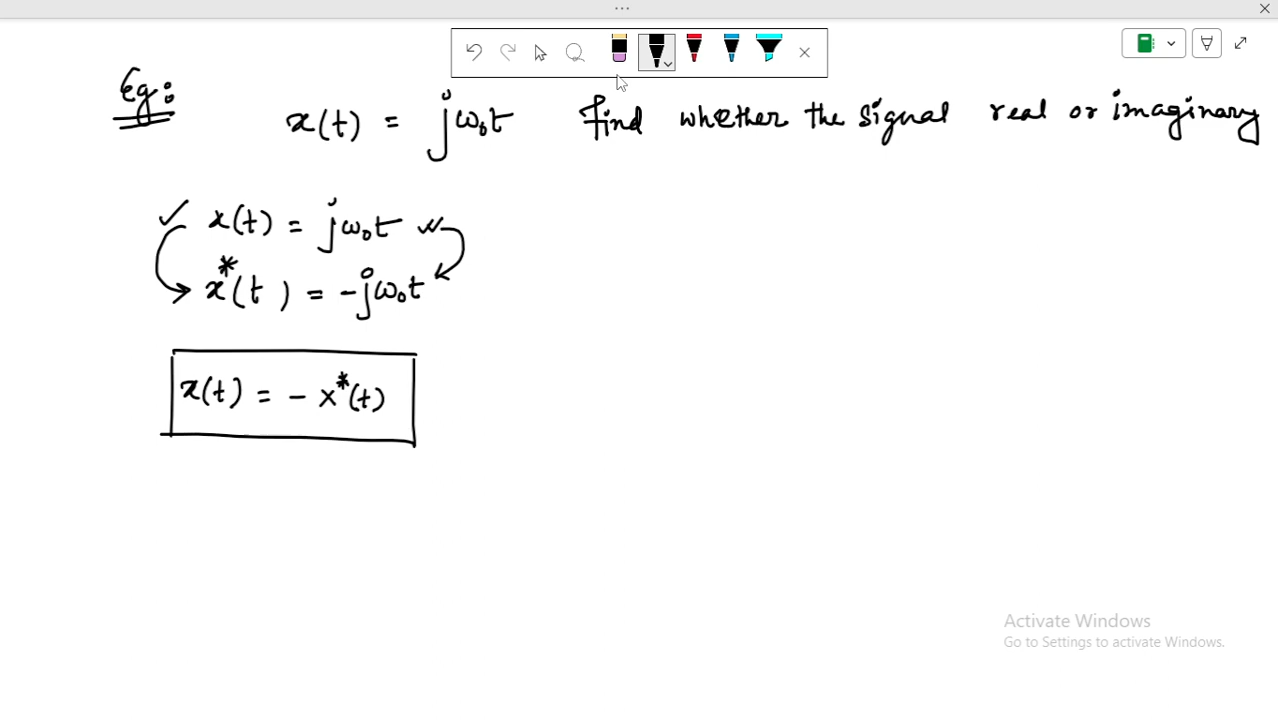 Eg:
x(t) = jω₀t find whether the signal real or imaginary
x(t) = jω₀t
x*(t) = -jω₀t
x(t) = - x*(t)
Activate Windows
Go to Settings to activate Windows.